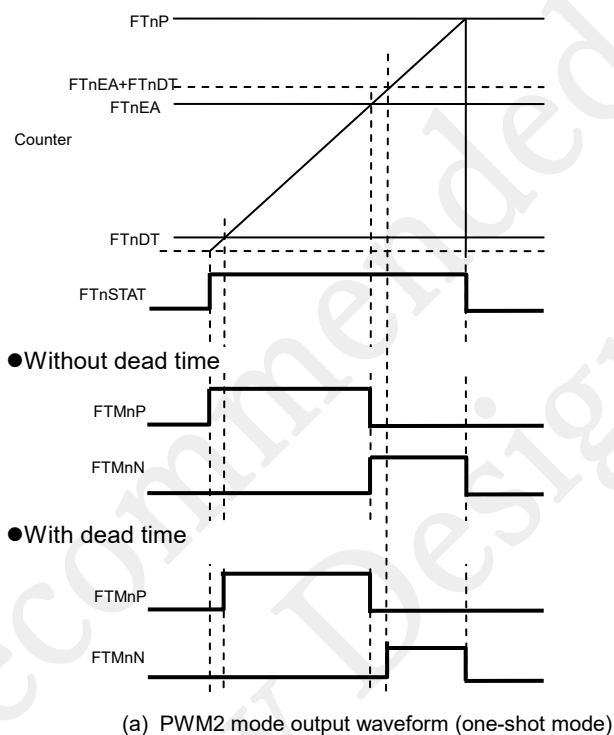 FTnP
FTnEA+FTnDT
FTnEA
Counter
FTnDT
FTnSTAT
●Without dead time
FTMnP
FTMnN
●With dead time
FTMnP
FTMnN
(a) PWM2 mode output waveform (one-shot mode)